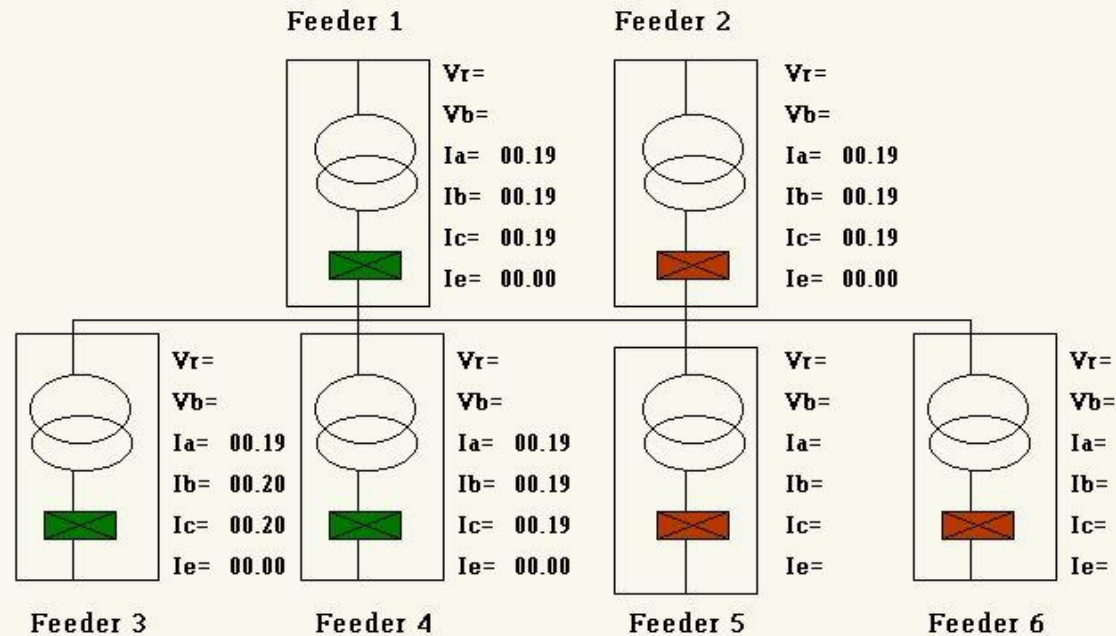 Feeder 1
Vr=
Vb=
Ia= 00.19
Ib= 00.19
Ic= 00.19
Ie= 00.00
Feeder 2
Vr=
Vb=
Ia= 00.19
Ib= 00.19
Ic= 00.19
Ie= 00.00
Vr=
Vb=
Ia= 00.19
Ib= 00.20
Ic= 00.20
Ie= 00.00
Feeder 3
Vr=
Vb=
Ia= 00.19
Ib= 00.19
Ic= 00.19
Ie= 00.00
Feeder 4
Vr=
Vb=
Ia=
Ib=
Ic=
Ie=
Feeder 5
Vr=
Vb=
Ia=
Ib=
Ic=
Ie=
Feeder 6